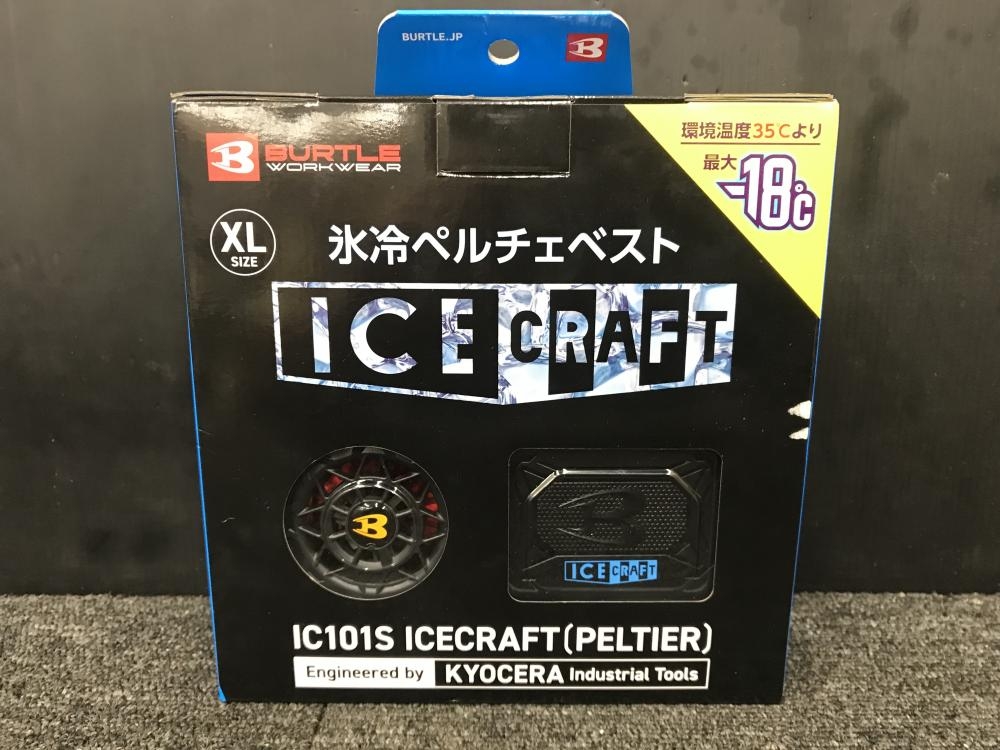 BURTLE.JP
B
環境温度35℃より
最大
-18℃
B BURTLE
WORKWEAR
XL
SIZE
氷冷ペルチェベスト
ICE CRAFT
B
B
ICE CRAFT
IC101S ICECRAFT(PELTIER)
Engineered by KYOCERA Industrial Tools